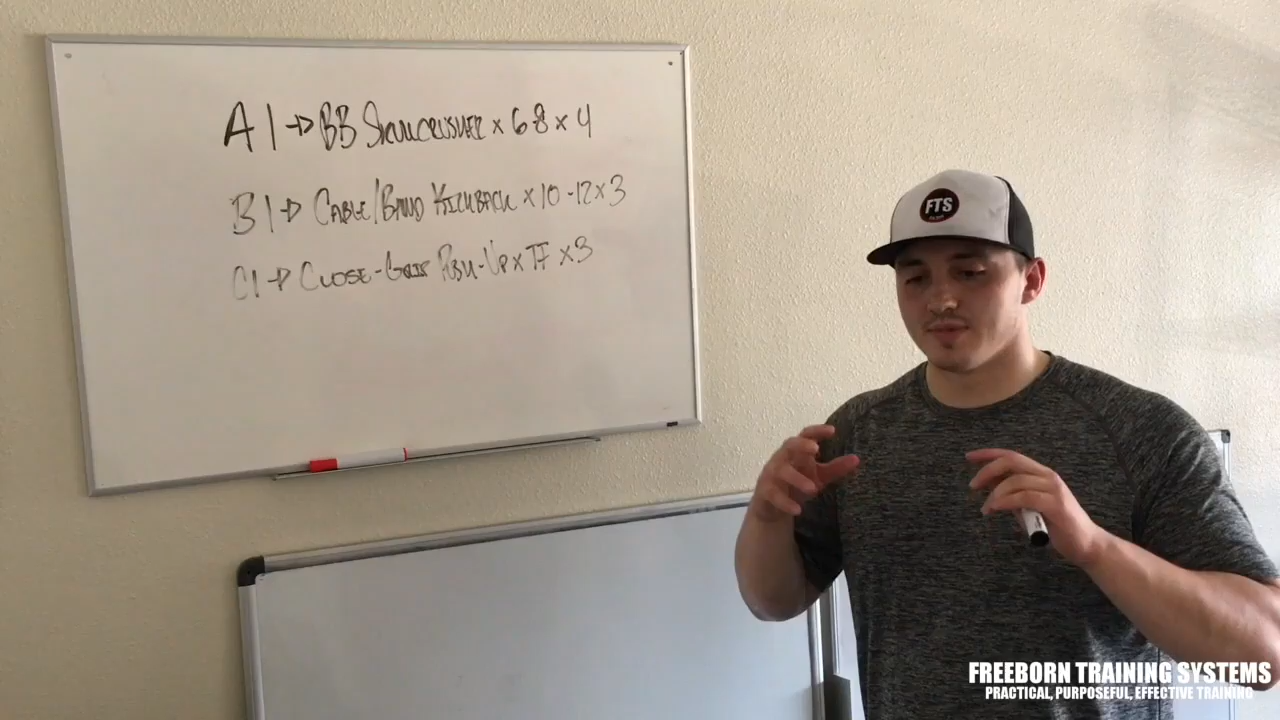 A1 → BB SKULLCRUSHER x 6-8 x 4
B1 → CABLE/BAND KICKBACK x 10-12 x 3
C1 → CLOSE-GRIP PUSH-UP x TF x 3
FTS
FREEBORN TRAINING SYSTEMS
PRACTICAL, PURPOSEFUL, EFFECTIVE TRAINING